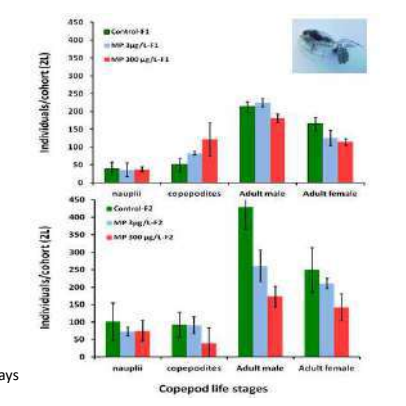 450
400
350
300
250
200
150
100
50
0
Individuals/cohort (2L)
Control-F1
MP 3µg/L-F1
MP 300 µg/L-F1
nauplii copepodites Adult male Adult female
450
400
350
300
250
200
150
100
50
0
Individuals/cohort (2L)
Control-F2
MP 3µg/L-F2
MP 300 µg/L-F2
nauplii copepodites Adult male Adult female
ays
Copepod life stages